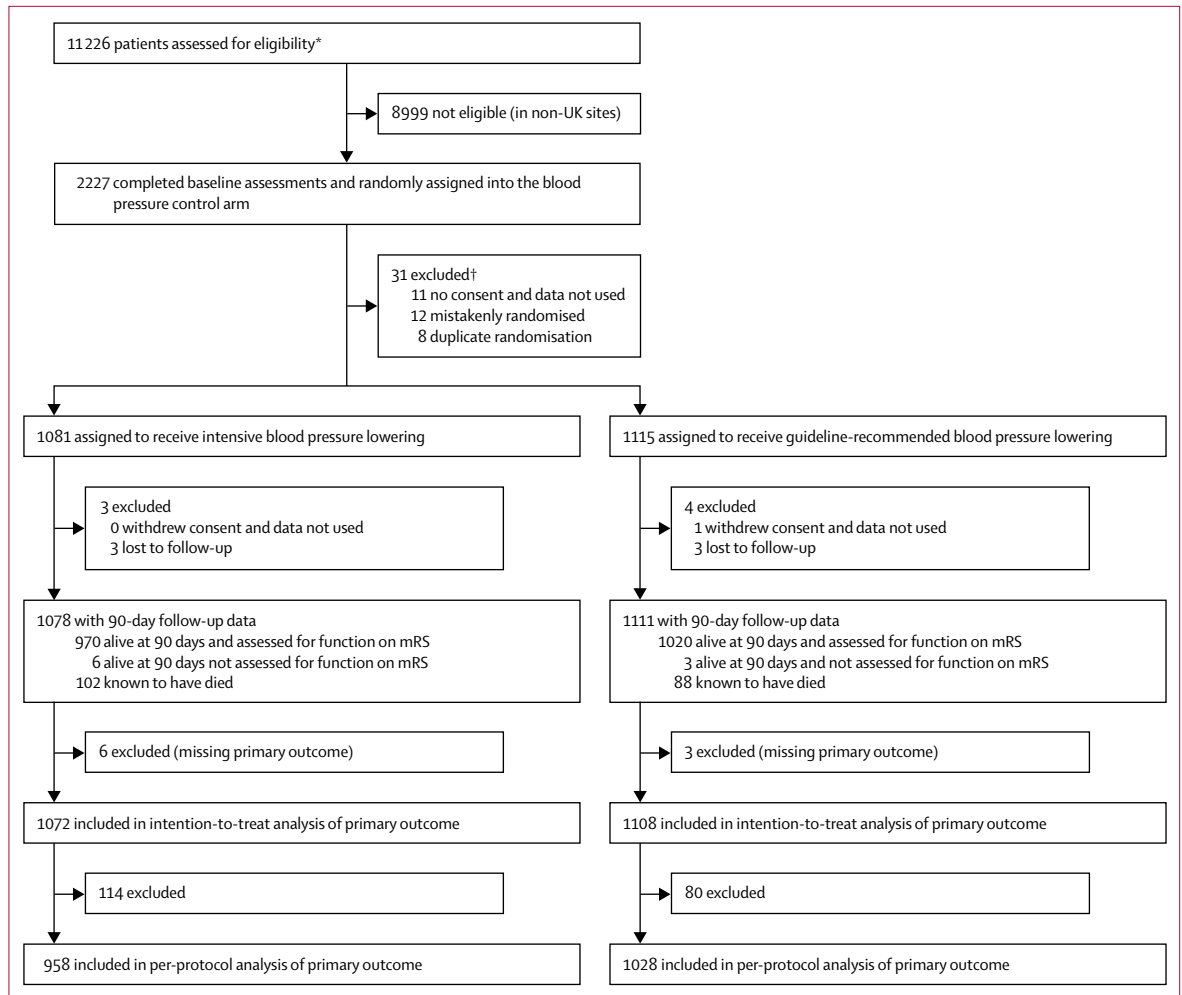 11 226 patients assessed for eligibility*
8999 not eligible (in non-UK sites)
2227 completed baseline assessments and randomly assigned into the blood
pressure control arm
31 excluded†
11 no consent and data not used
12 mistakenly randomised
8 duplicate randomisation
1081 assigned to receive intensive blood pressure lowering
1115 assigned to receive guideline-recommended blood pressure lowering
3 excluded
0 withdrew consent and data not used
3 lost to follow-up
4 excluded
1 withdrew consent and data not used
3 lost to follow-up
1078 with 90-day follow-up data
970 alive at 90 days and assessed for function on mRS
6 alive at 90 days not assessed for function on mRS
102 known to have died
1111 with 90-day follow-up data
1020 alive at 90 days and assessed for function on mRS
3 alive at 90 days and not assessed for function on mRS
88 known to have died
6 excluded (missing primary outcome)
3 excluded (missing primary outcome)
1072 included in intention-to-treat analysis of primary outcome
1108 included in intention-to-treat analysis of primary outcome
114 excluded
80 excluded
958 included in per-protocol analysis of primary outcome
1028 included in per-protocol analysis of primary outcome